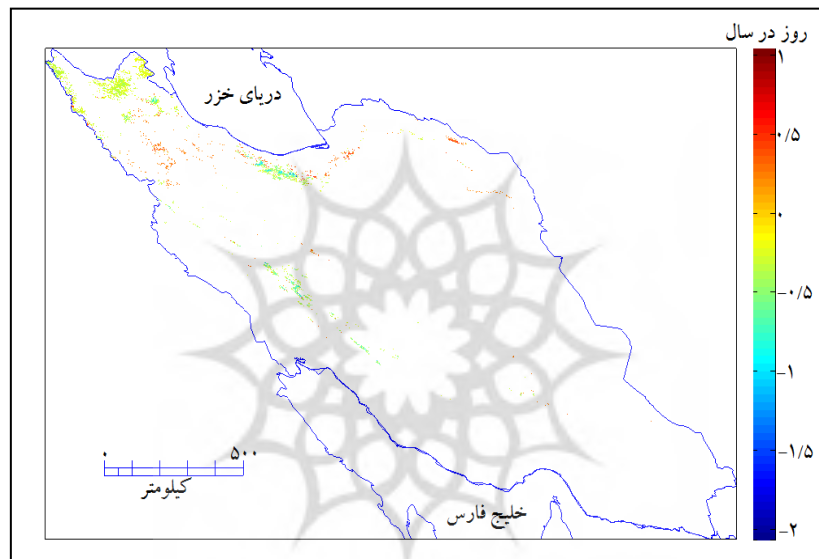 روز در سال
۱
۰/۵
۰
-۰/۵
-۱
-۱/۵
-۲
دریای خزر
۰ ۵۰۰
کیلومتر
خلیج فارس